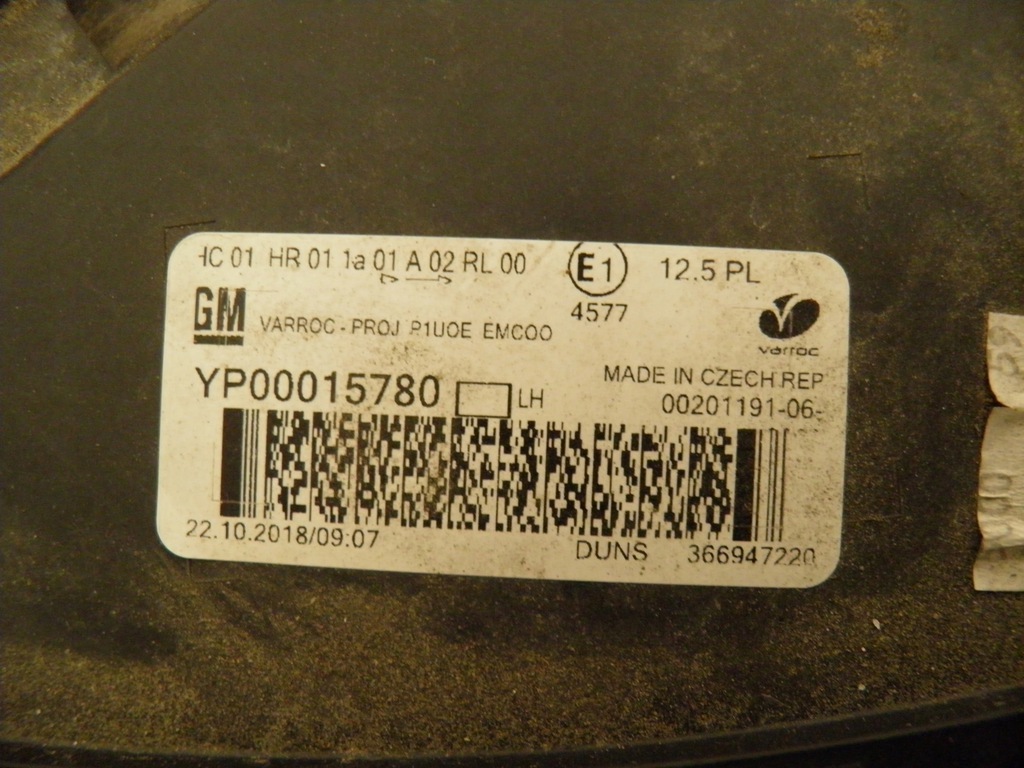 HC 01 HR 01 1a 01 A 02 RL 00 E1 12.5 PL
4577
GM VARROC - PROJ P1UOE EMCOO varroc
MADE IN CZECH REP
YP00015780 LH 00201191-06-
22.10.2018/09:07 DUNS 366947220